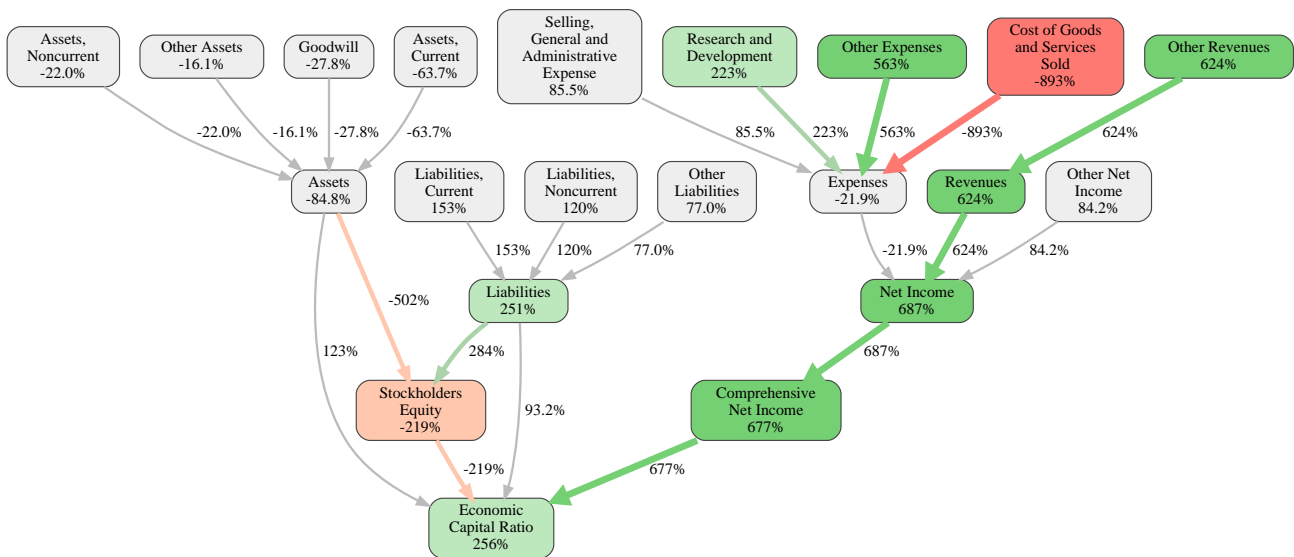 Assets,
Noncurrent
-22.0%
Other Assets
-16.1%
Goodwill
-27.8%
Assets,
Current
-63.7%
Selling,
General and
Administrative
Expense
85.5%
Research and
Development
223%
Other Expenses
563%
Cost of Goods
and Services
Sold
-893%
Other Revenues
624%
-22.0%
-16.1%
-27.8%
-63.7%
85.5%
223%
563%
-893%
624%
Assets
-84.8%
Liabilities,
Current
153%
Liabilities,
Noncurrent
120%
Other
Liabilities
77.0%
Expenses
-21.9%
Revenues
624%
Other Net
Income
84.2%
153%
120%
77.0%
-21.9%
624%
84.2%
-502%
Liabilities
251%
Net Income
687%
123%
284%
687%
Stockholders
Equity
-219%
93.2%
Comprehensive
Net Income
677%
-219%
677%
Economic
Capital Ratio
256%